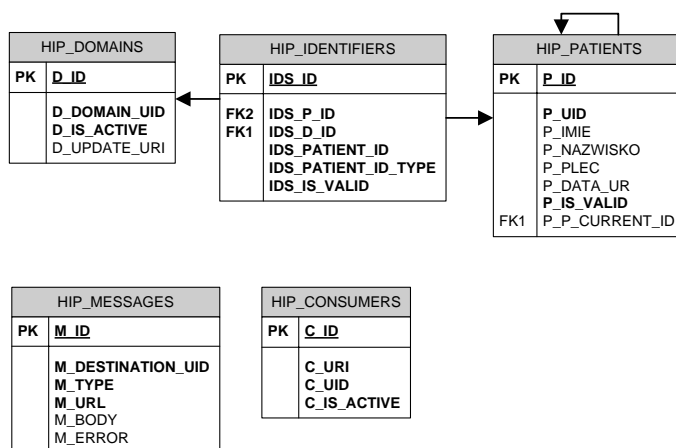 HIP_DOMAINS
PK D_ID
D_DOMAIN_UID
D_IS_ACTIVE
D_UPDATE_URI
HIP_IDENTIFIERS
PK IDS_ID
FK2 IDS_P_ID
FK1 IDS_D_ID
IDS_PATIENT_ID
IDS_PATIENT_ID_TYPE
IDS_IS_VALID
HIP_PATIENTS
PK P_ID
P_UID
P_IMIE
P_NAZWISKO
P_PLEC
P_DATA_UR
P_IS_VALID
FK1 P_P_CURRENT_ID
HIP_MESSAGES
PK M_ID
M_DESTINATION_UID
M_TYPE
M_URL
M_BODY
M_ERROR
HIP_CONSUMERS
PK C_ID
C_URI
C_UID
C_IS_ACTIVE